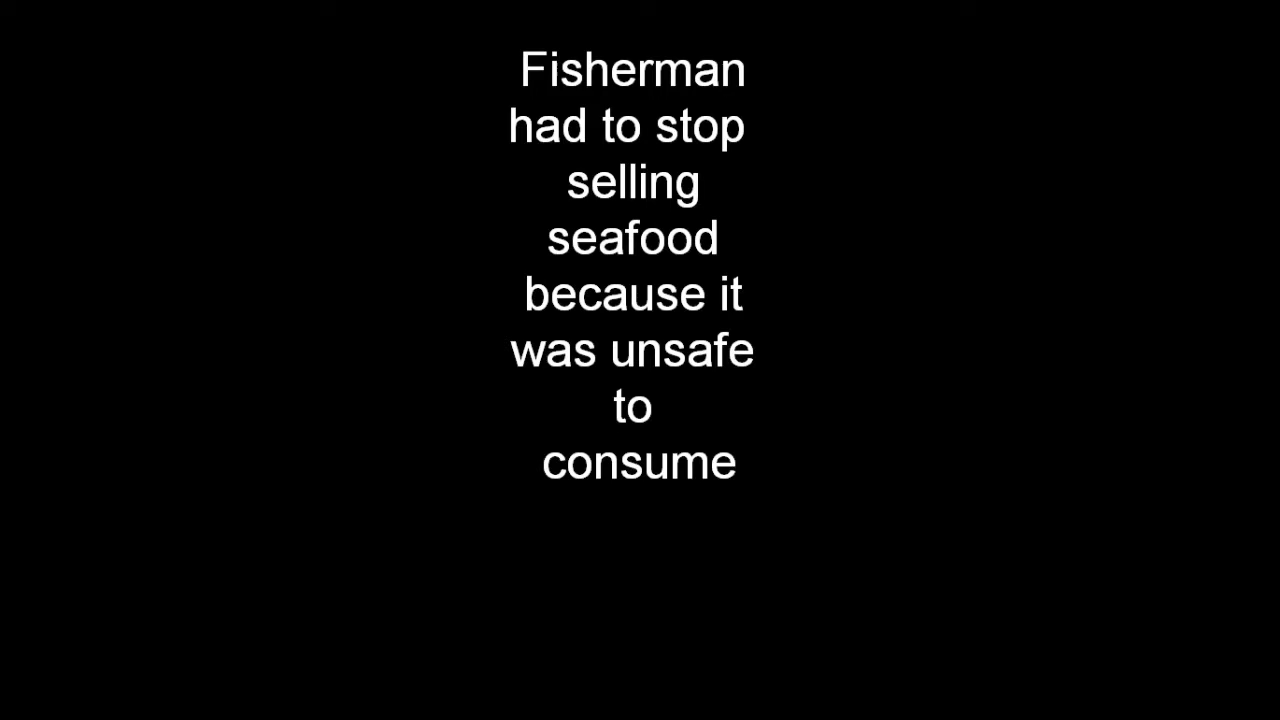 Fisherman
had to stop
selling
seafood
because it
was unsafe
to
consume